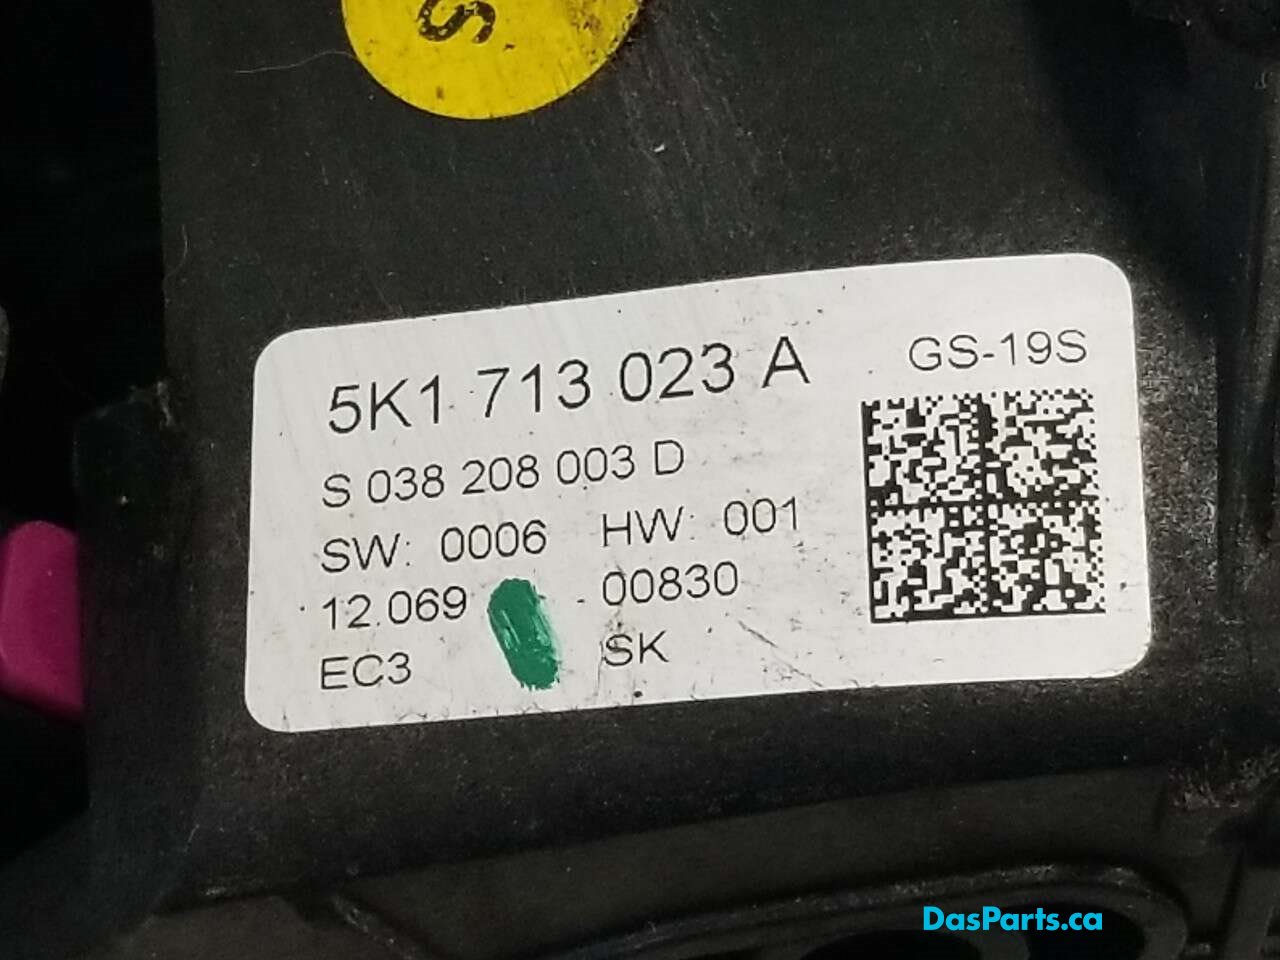 S
5K1 713 023 A
GS-19S
S 038 208 003 D
SW: 0006 HW: 001
12.069 00830
EC3 SK
DasParts.ca